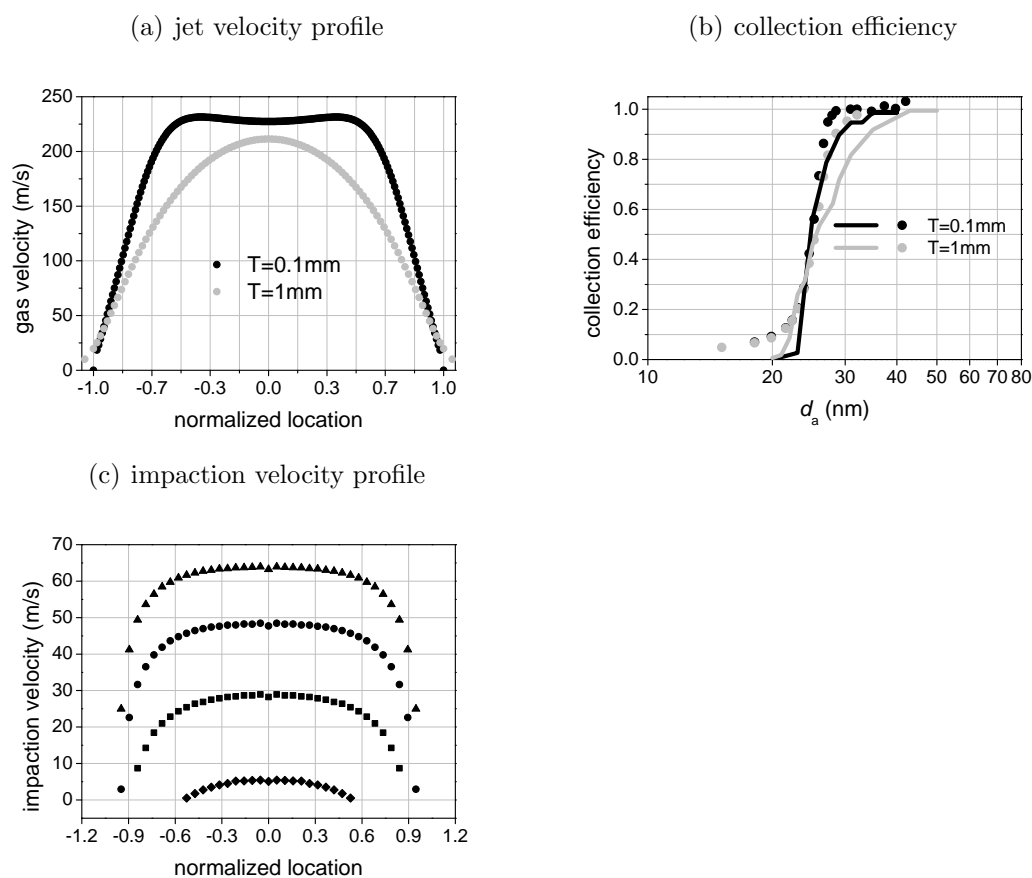 (a) jet velocity profile
250
200
150
100
50
0
gas velocity (m/s)
T=0.1mm
T=1mm
-1.0 -0.7 -0.3 0.0 0.3 0.7 1.0
normalized location
(b) collection efficiency
1.0
0.8
0.6
0.4
0.2
0.0
collection efficiency
T=0.1mm
T=1mm
10 20 30 40 50 60 70 80
d_a (nm)
(c) impaction velocity profile
70
60
50
40
30
20
10
0
impaction velocity (m/s)
-1.2 -0.9 -0.6 -0.3 0.0 0.3 0.6 0.9 1.2
normalized location